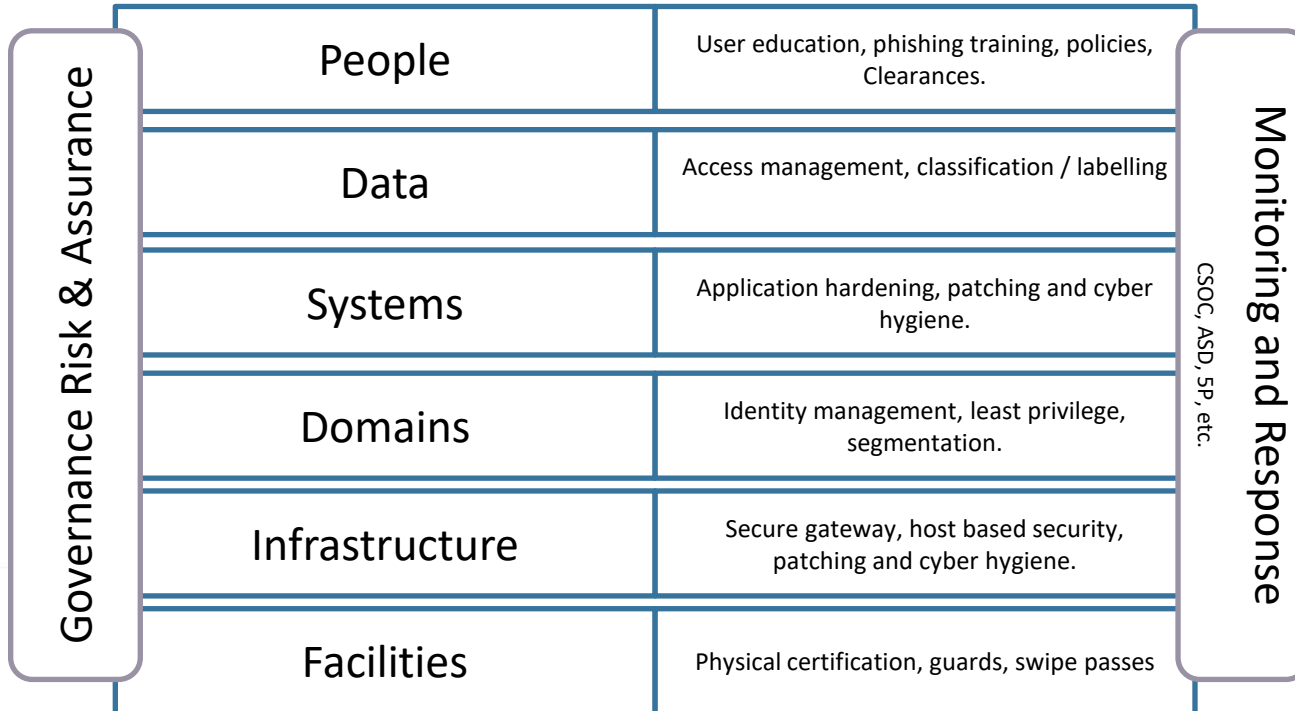 Governance Risk & Assurance
People
User education, phishing training, policies,
Clearances.
Data
Access management, classification / labelling
Systems
Application hardening, patching and cyber
hygiene.
Domains
Identity management, least privilege,
segmentation.
Infrastructure
Secure gateway, host based security,
patching and cyber hygiene.
Facilities
Physical certification, guards, swipe passes
Monitoring and Response
CSOC, ASD, 5P, etc.